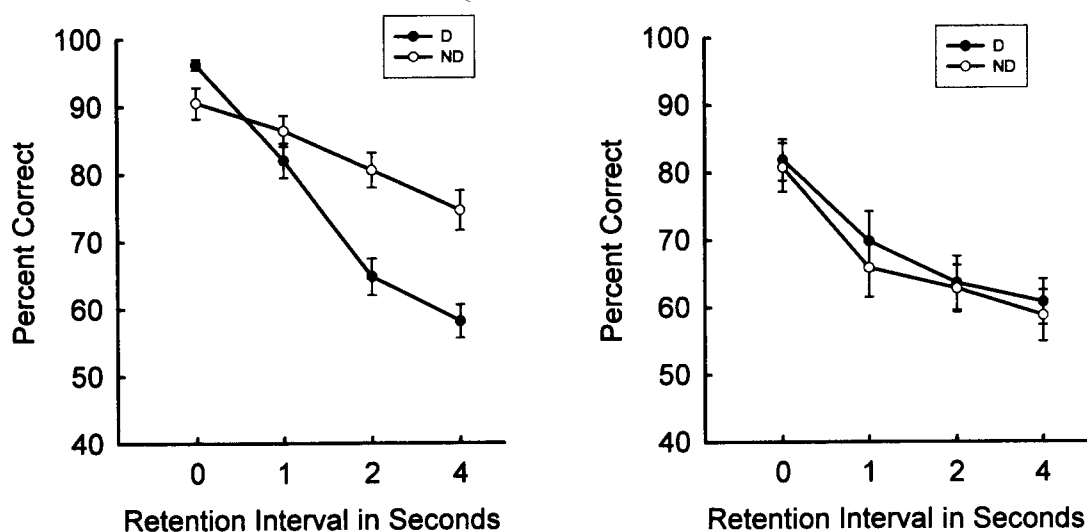 100
90
80
70
60
50
40
Percent Correct
D
ND
0 1 2 4
Retention Interval in Seconds
100
90
80
70
60
50
40
Percent Correct
D
ND
0 1 2 4
Retention Interval in Seconds